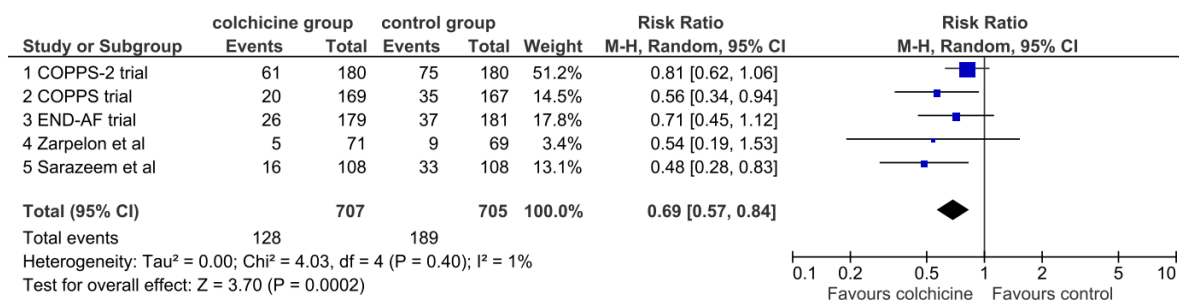 colchicine group control group Risk Ratio Risk Ratio
Study or Subgroup Events Total Events Total Weight M-H, Random, 95% CI M-H, Random, 95% CI
1 COPPS-2 trial 61 180 75 180 51.2% 0.81 [0.62, 1.06]
2 COPPS trial 20 169 35 167 14.5% 0.56 [0.34, 0.94]
3 END-AF trial 26 179 37 181 17.8% 0.71 [0.45, 1.12]
4 Zarpelon et al 5 71 9 69 3.4% 0.54 [0.19, 1.53]
5 Sarazeem et al 16 108 33 108 13.1% 0.48 [0.28, 0.83]
Total (95% CI) 707 705 100.0% 0.69 [0.57, 0.84]
Total events 128 189
Heterogeneity: Tau² = 0.00; Chi² = 4.03, df = 4 (P = 0.40); I² = 1%
Test for overall effect: Z = 3.70 (P = 0.0002)
0.1 0.2 0.5 1 2 5 10
Favours colchicine Favours control